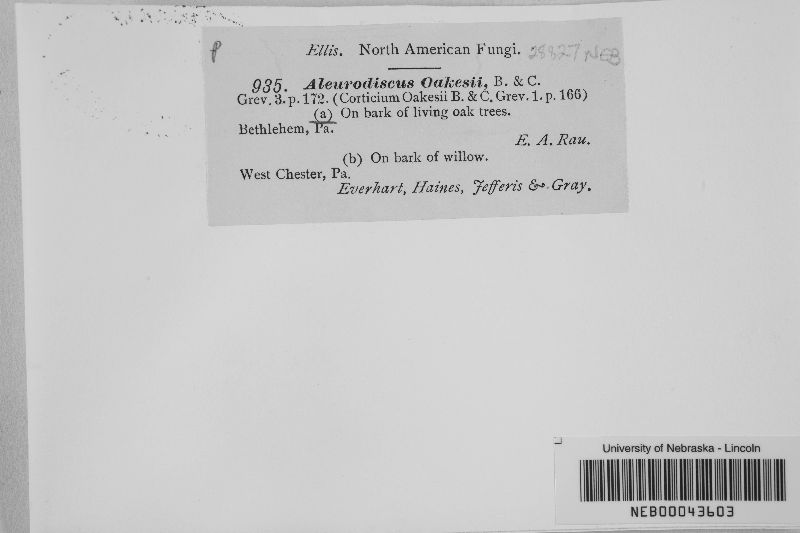 P Ellis. North American Fungi. 28827 NEB
935. Aleurodiscus Oakesii, B. & C.
Grev. 3. p. 172. (Corticium Oakesii B. & C. Grev. 1. p. 166)
(a) On bark of living oak trees.
Bethlehem, Pa.
E. A. Rau.
(b) On bark of willow.
West Chester, Pa.
Everhart, Haines, Jefferis & Gray.
University of Nebraska - Lincoln
NEB00043603